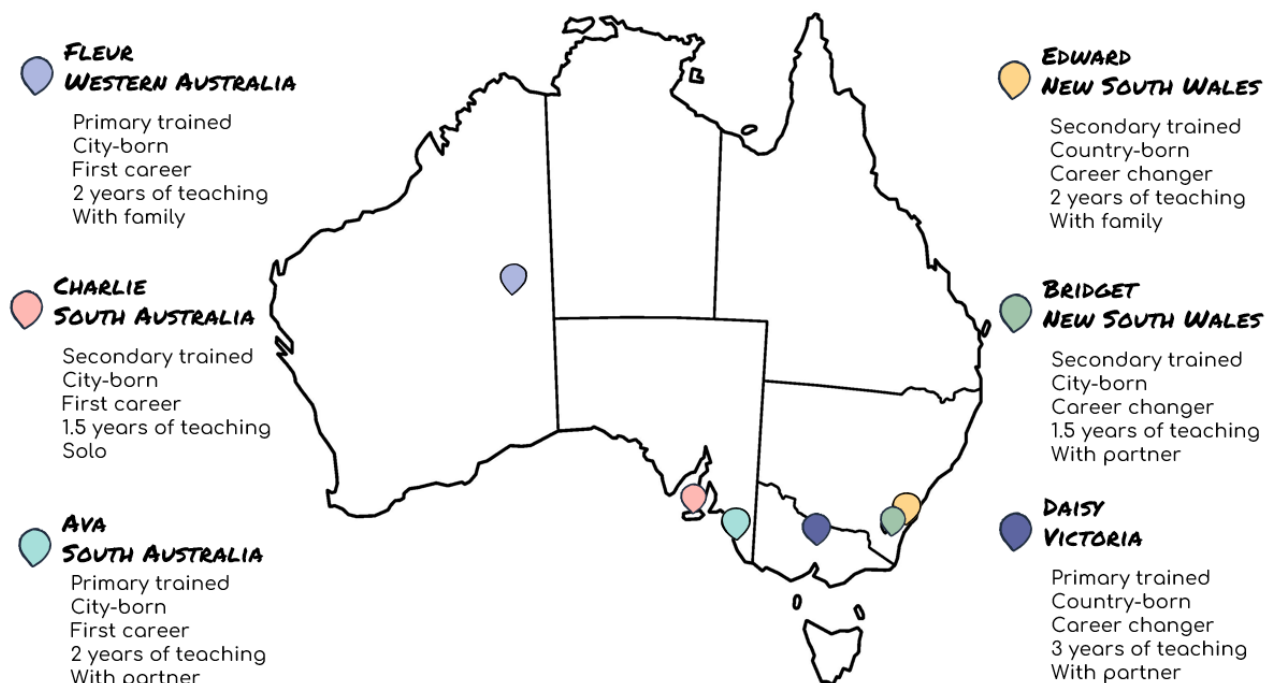 Fleur
Western Australia
Primary trained
City-born
First career
2 years of teaching
With family
Charlie
South Australia
Secondary trained
City-born
First career
1.5 years of teaching
Solo
Ava
South Australia
Primary trained
City-born
First career
2 years of teaching
With partner
Edward
New South Wales
Secondary trained
Country-born
Career changer
2 years of teaching
With family
Bridget
New South Wales
Secondary trained
City-born
Career changer
1.5 years of teaching
With partner
Daisy
Victoria
Primary trained
Country-born
Career changer
3 years of teaching
With partner